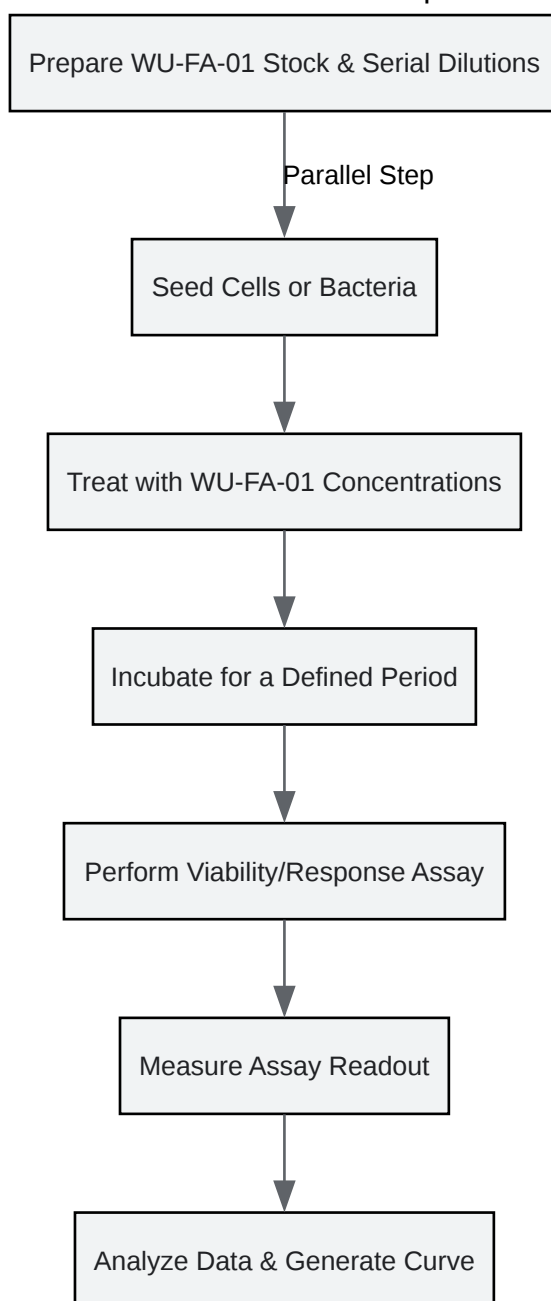 Prepare WU-FA-01 Stock & Serial Dilutions
Parallel Step
Seed Cells or Bacteria
Treat with WU-FA-01 Concentrations
Incubate for a Defined Period
Perform Viability/Response Assay
Measure Assay Readout
Analyze Data & Generate Curve